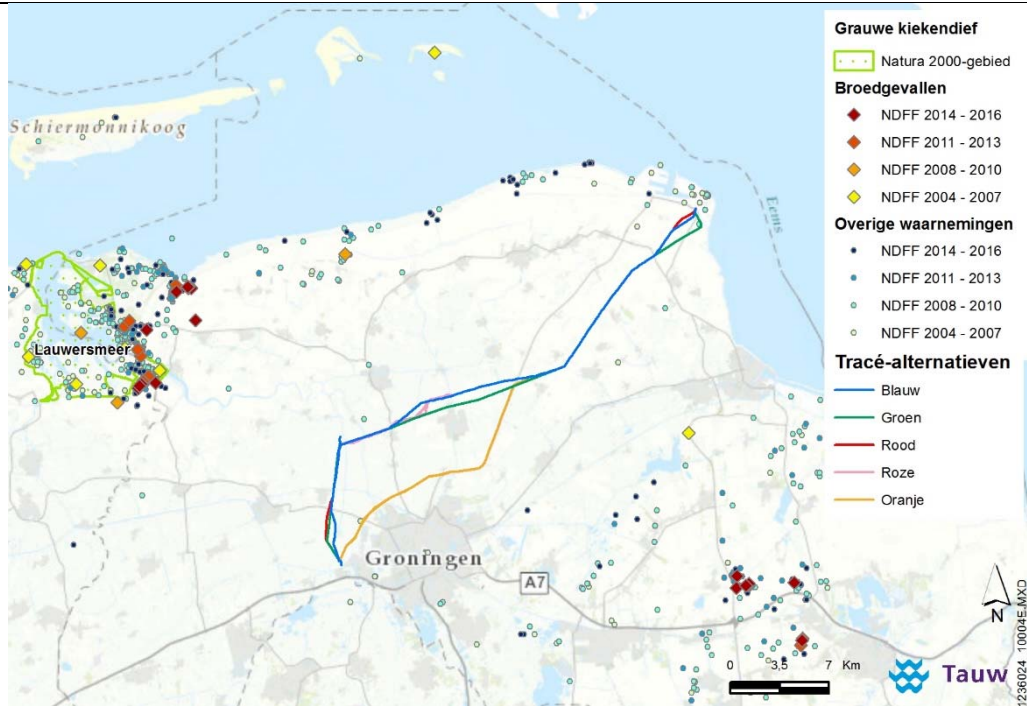 Grauwe kiekendief
Natura 2000-gebied
Broedgevallen
NDFF 2014 - 2016
NDFF 2011 - 2013
NDFF 2008 - 2010
NDFF 2004 - 2007
Overige waarnemingen
NDFF 2014 - 2016
NDFF 2011 - 2013
NDFF 2008 - 2010
NDFF 2004 - 2007
Tracé-alternatieven
Blauw
Groen
Rood
Roze
Oranje
Schiermonnikoog
Eems
Lauwersmeer
Groningen
A7
N
0 3,5 7 Km
Tauw
1236024_100045.MXD